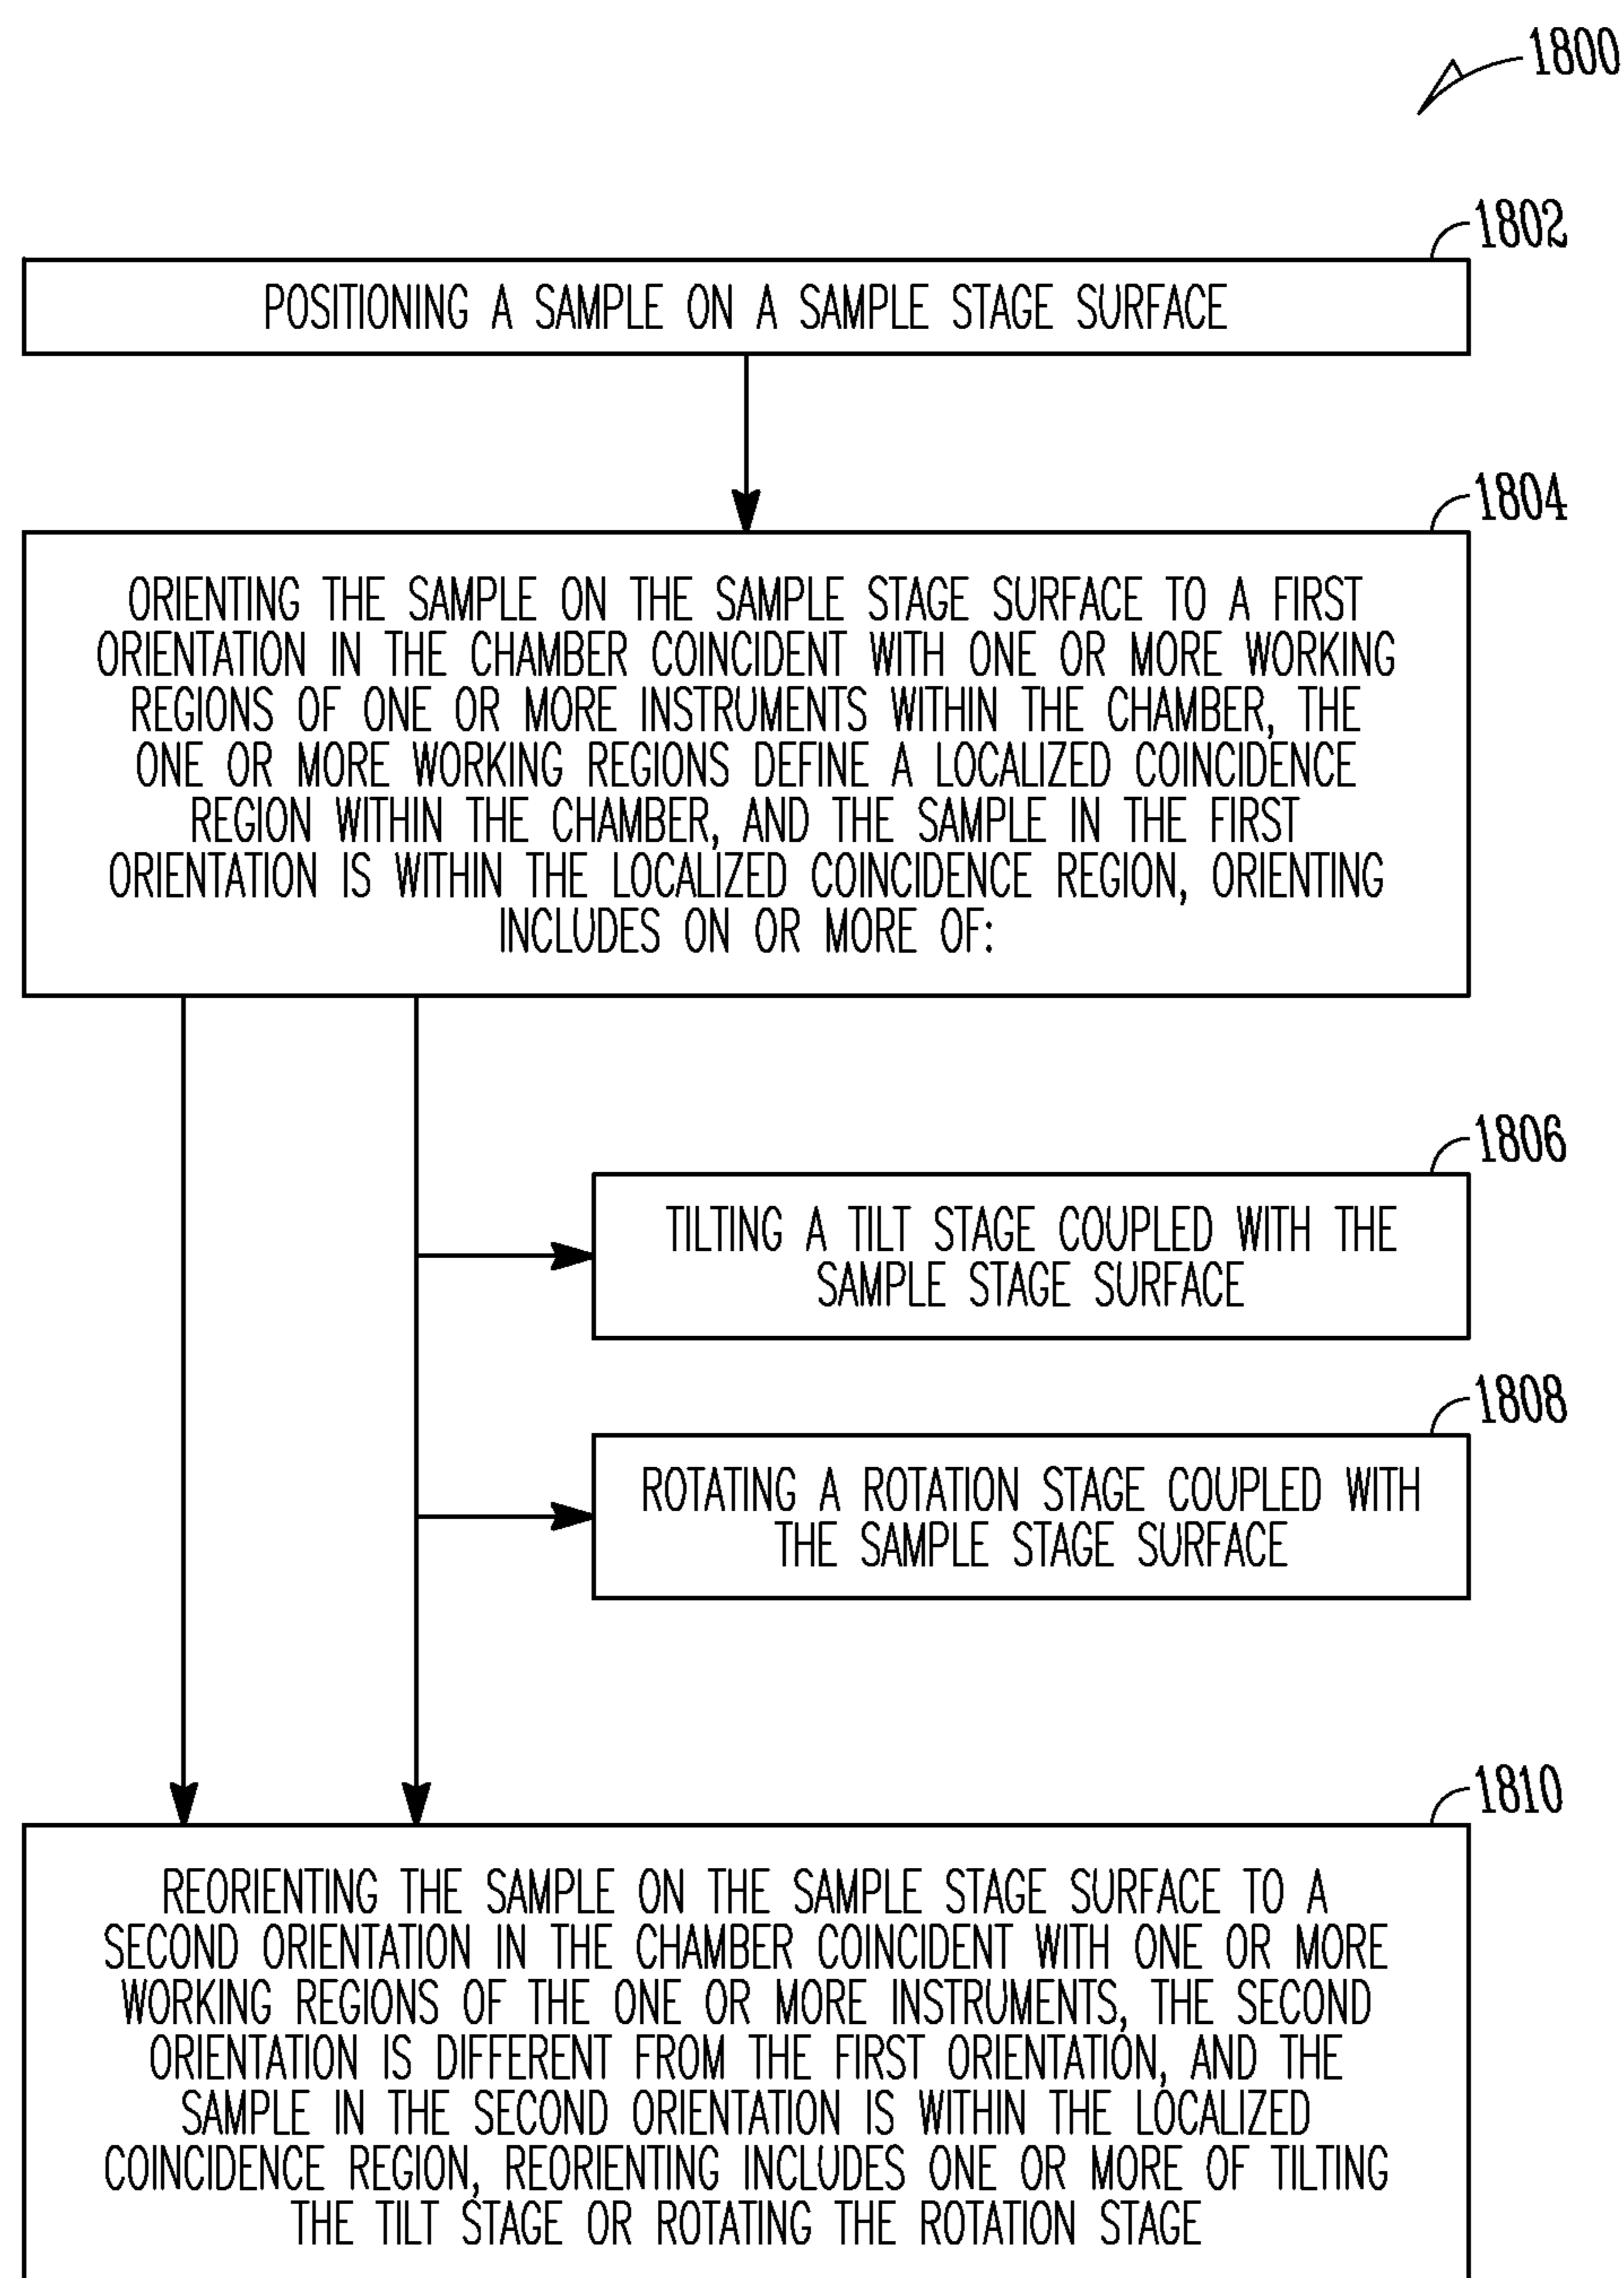 1800
1802
POSITIONING A SAMPLE ON A SAMPLE STAGE SURFACE
1804
ORIENTING THE SAMPLE ON THE SAMPLE STAGE SURFACE TO A FIRST
ORIENTATION IN THE CHAMBER COINCIDENT WITH ONE OR MORE WORKING
REGIONS OF ONE OR MORE INSTRUMENTS WITHIN THE CHAMBER, THE
ONE OR MORE WORKING REGIONS DEFINE A LOCALIZED COINCIDENCE
REGION WITHIN THE CHAMBER, AND THE SAMPLE IN THE FIRST
ORIENTATION IS WITHIN THE LOCALIZED COINCIDENCE REGION, ORIENTING
INCLUDES ON OR MORE OF:
1806
TILTING A TILT STAGE COUPLED WITH THE
SAMPLE STAGE SURFACE
1808
ROTATING A ROTATION STAGE COUPLED WITH
THE SAMPLE STAGE SURFACE
1810
REORIENTING THE SAMPLE ON THE SAMPLE STAGE SURFACE TO A
SECOND ORIENTATION IN THE CHAMBER COINCIDENT WITH ONE OR MORE
WORKING REGIONS OF THE ONE OR MORE INSTRUMENTS, THE SECOND
ORIENTATION IS DIFFERENT FROM THE FIRST ORIENTATION, AND THE
SAMPLE IN THE SECOND ORIENTATION IS WITHIN THE LOCALIZED
COINCIDENCE REGION, REORIENTING INCLUDES ONE OR MORE OF TILTING
THE TILT STAGE OR ROTATING THE ROTATION STAGE